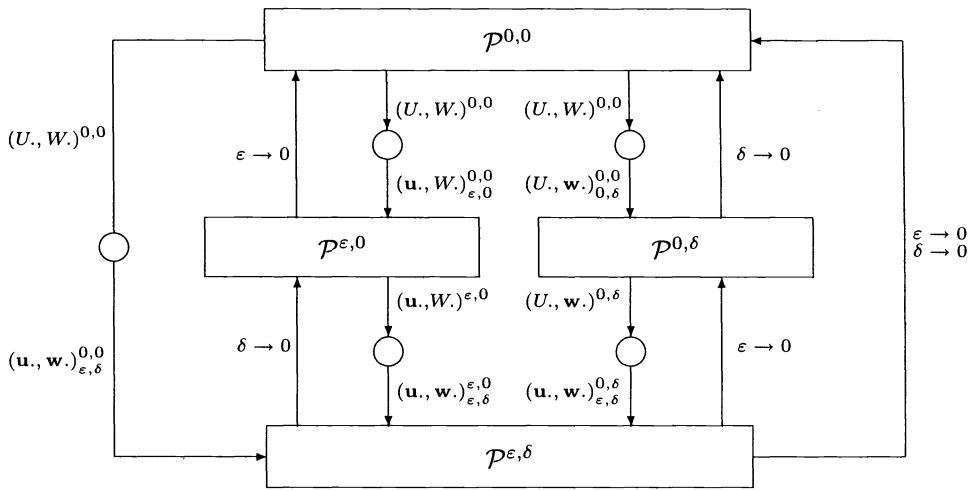 𝒫^{0,0}
(U., W.)^{0,0}
(U., W.)^{0,0}
(U., W.)^{0,0}
ε → 0
δ → 0
(𝐮., W.)^{0,0}_{ε,0}
(U., 𝐰.)^{0,0}_{0,δ}
𝒫^{ε,0}
𝒫^{0,δ}
ε → 0
δ → 0
(𝐮., W.)^{ε,0}
(U., 𝐰.)^{0,δ}
δ → 0
ε → 0
(𝐮., 𝐰.)^{0,0}_{ε,δ}
(𝐮., 𝐰.)^{ε,0}_{ε,δ}
(𝐮., 𝐰.)^{0,δ}_{ε,δ}
𝒫^{ε,δ}